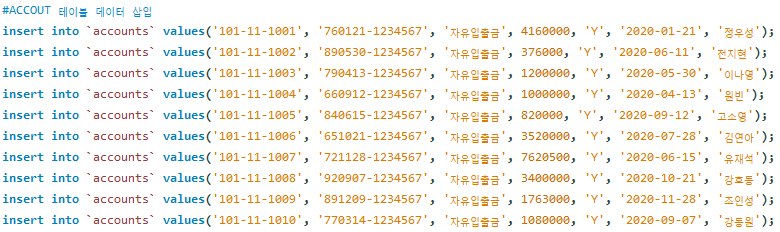 #ACCOUT 테이블 데이터 삽입
insert into `accounts` values('101-11-1001', '760121-1234567', '자유입출금', 4160000, 'Y', '2020-01-21', '정우성');
insert into `accounts` values('101-11-1002', '890530-1234567', '자유입출금', 376000, 'Y', '2020-06-11', '전지현');
insert into `accounts` values('101-11-1003', '790413-1234567', '자유입출금', 1200000, 'Y', '2020-05-30', '이나영');
insert into `accounts` values('101-11-1004', '660912-1234567', '자유입출금', 1000000, 'Y', '2020-04-13', '원빈');
insert into `accounts` values('101-11-1005', '840615-1234567', '자유입출금', 820000, 'Y', '2020-09-12', '고소영');
insert into `accounts` values('101-11-1006', '651021-1234567', '자유입출금', 3520000, 'Y', '2020-07-28', '김연아');
insert into `accounts` values('101-11-1007', '721128-1234567', '자유입출금', 7620500, 'Y', '2020-06-15', '유재석');
insert into `accounts` values('101-11-1008', '920907-1234567', '자유입출금', 3400000, 'Y', '2020-10-21', '강호동');
insert into `accounts` values('101-11-1009', '891209-1234567', '자유입출금', 1763000, 'Y', '2020-11-28', '조인성');
insert into `accounts` values('101-11-1010', '770314-1234567', '자유입출금', 1080000, 'Y', '2020-09-07', '강동원');